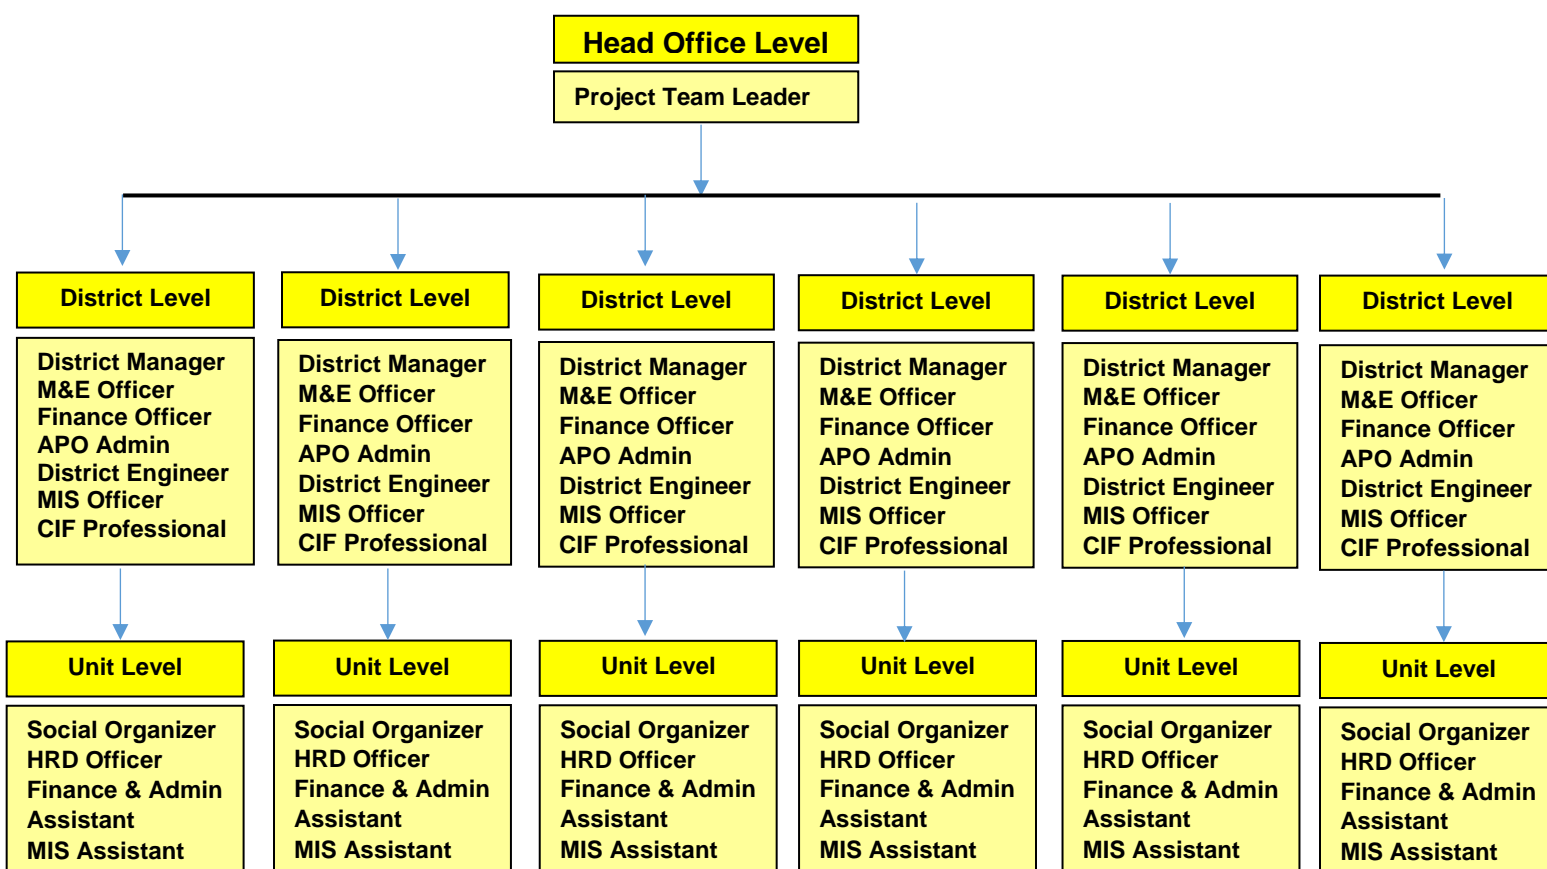 Head Office Level
Project Team Leader
District Level
District Manager
M&E Officer
Finance Officer
APO Admin
District Engineer
MIS Officer
CIF Professional
District Level
District Manager
M&E Officer
Finance Officer
APO Admin
District Engineer
MIS Officer
CIF Professional
District Level
District Manager
M&E Officer
Finance Officer
APO Admin
District Engineer
MIS Officer
CIF Professional
District Level
District Manager
M&E Officer
Finance Officer
APO Admin
District Engineer
MIS Officer
CIF Professional
District Level
District Manager
M&E Officer
Finance Officer
APO Admin
District Engineer
MIS Officer
CIF Professional
District Level
District Manager
M&E Officer
Finance Officer
APO Admin
District Engineer
MIS Officer
CIF Professional
Unit Level
Social Organizer
HRD Officer
Finance & Admin
Assistant
MIS Assistant
Unit Level
Social Organizer
HRD Officer
Finance & Admin
Assistant
MIS Assistant
Unit Level
Social Organizer
HRD Officer
Finance & Admin
Assistant
MIS Assistant
Unit Level
Social Organizer
HRD Officer
Finance & Admin
Assistant
MIS Assistant
Unit Level
Social Organizer
HRD Officer
Finance & Admin
Assistant
MIS Assistant
Unit Level
Social Organizer
HRD Officer
Finance & Admin
Assistant
MIS Assistant